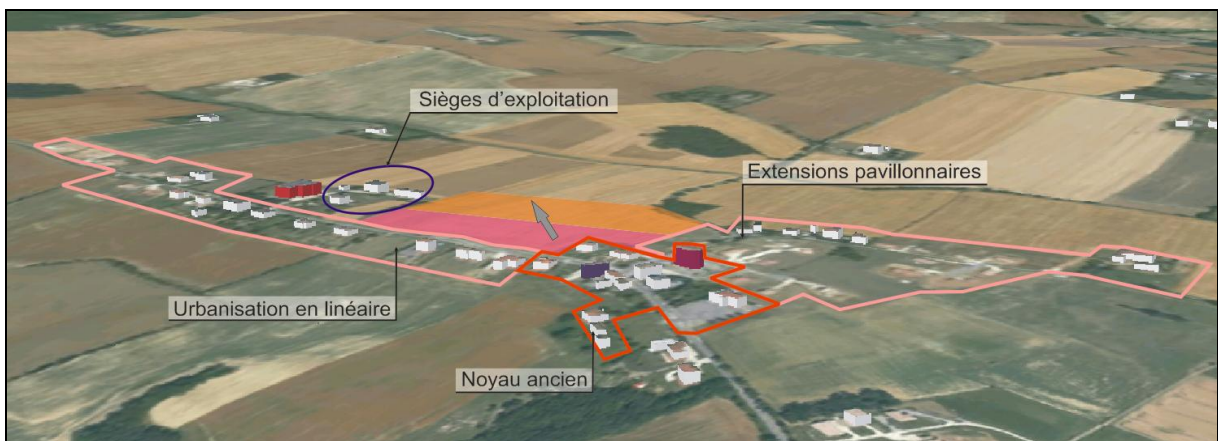 Sièges d'exploitation
Extensions pavillonnaires
Urbanisation en linéaire
Noyau ancien